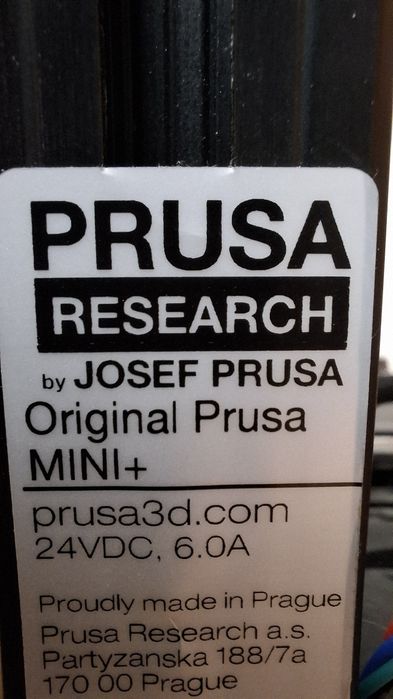 PRUSA
RESEARCH
by JOSEF PRUSA
Original Prusa
MINI+
prusa3d.com
24VDC, 6.0A
Proudly made in Prague
Prusa Research a.s.
Partyzanska 188/7a
170 00 Prague